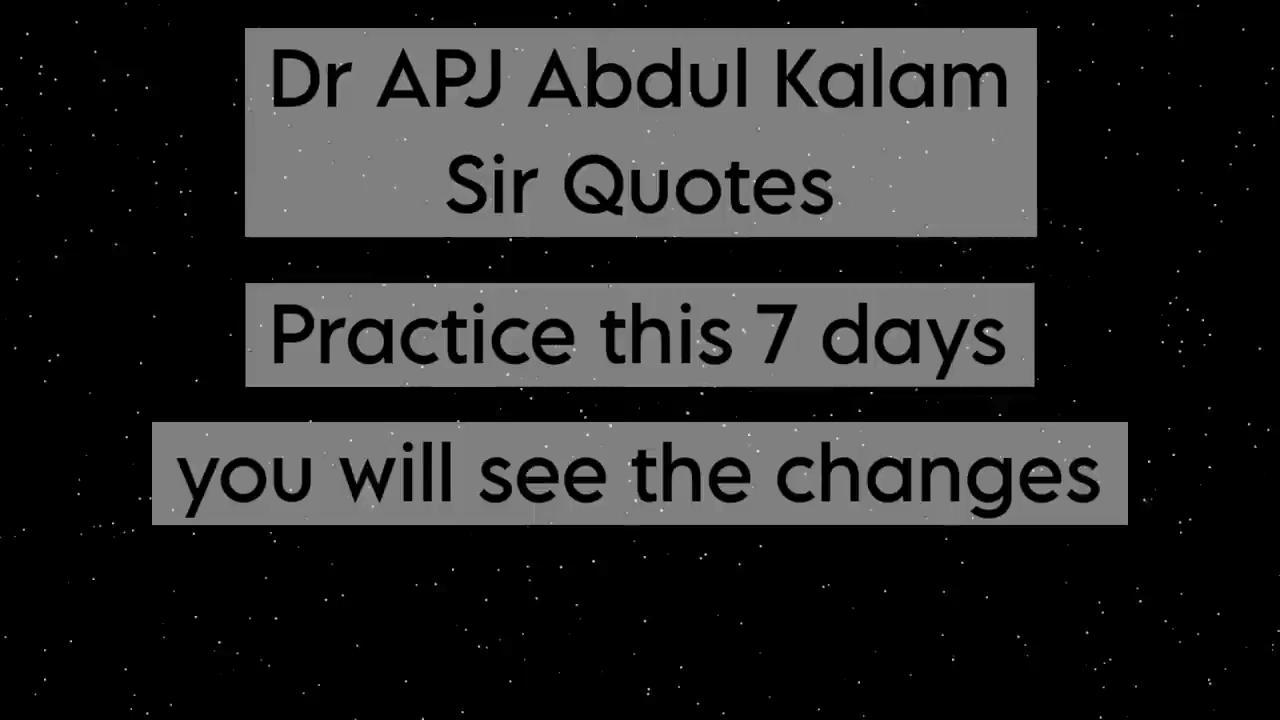 Dr APJ Abdul Kalam
Sir Quotes
Practice this 7 days
you will see the changes